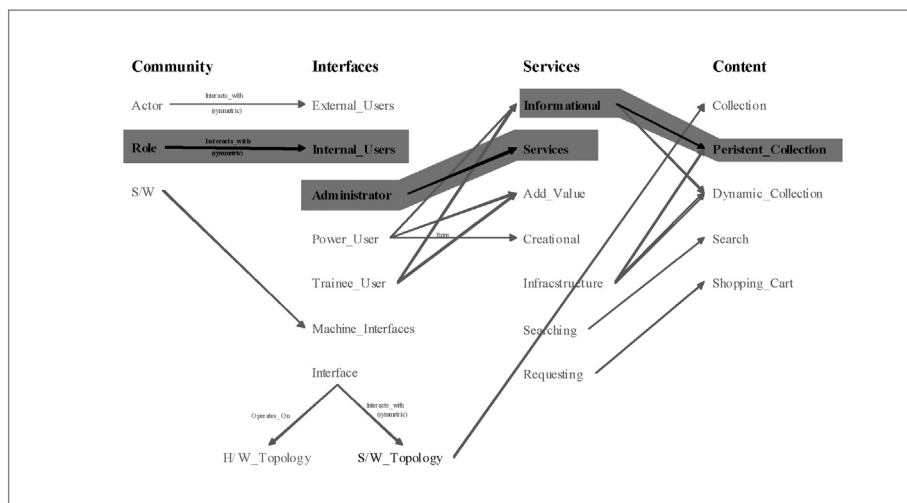 Community Interfaces Services Content
Actor Interacts_with (symmetric) External_Users Informational Collection
Role Interacts_with (symmetric) Internal_Users Services Peristent_Collection
S/W Administrator Add_Value Dynamic_Collection
Power_User Creational Search
Trainee_User Infracstructure Shopping_Cart
Machine_Interfaces Searching
Interface Requesting
Operates_On Interacts_with (symmetric)
H/W_Topology S/W_Topology